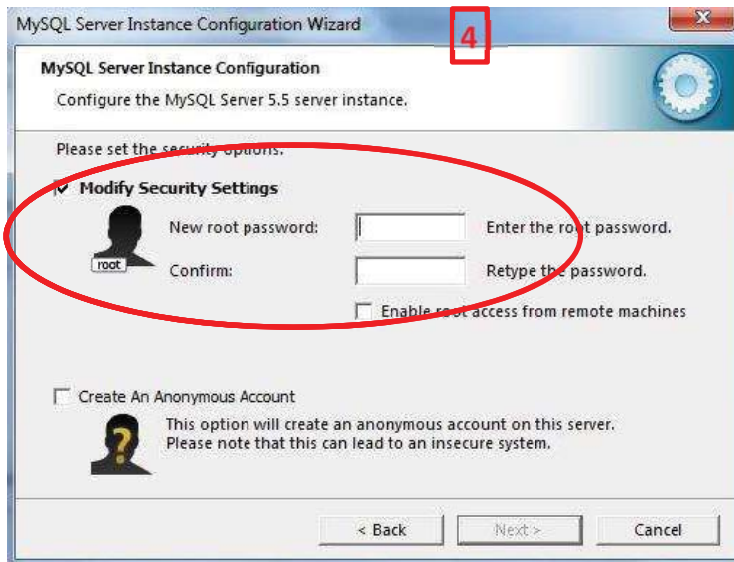 MySQL Server Instance Configuration Wizard
4
MySQL Server Instance Configuration
Configure the MySQL Server 5.5 server instance.
Please set the security options.
Modify Security Settings
New root password: Enter the root password.
root
Confirm: Retype the password.
Enable root access from remote machines
Create An Anonymous Account
This option will create an anonymous account on this server.
Please note that this can lead to an insecure system.
< Back Next > Cancel